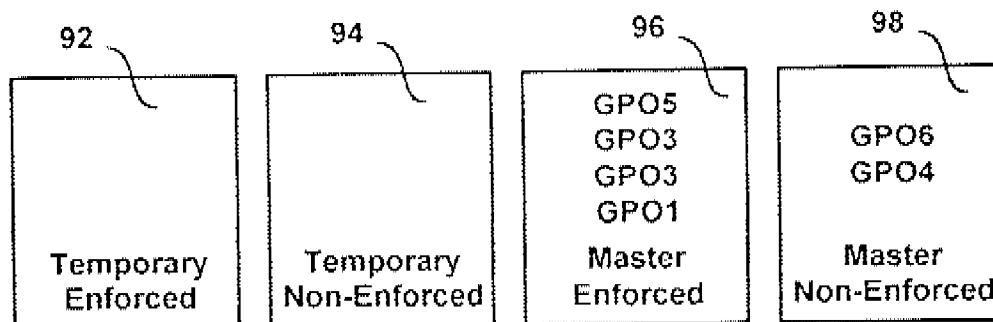 92
94
96
98
GPO5
GPO3
GPO3
GPO1
GPO6
GPO4
Temporary
Enforced
Temporary
Non-Enforced
Master
Enforced
Master
Non-Enforced